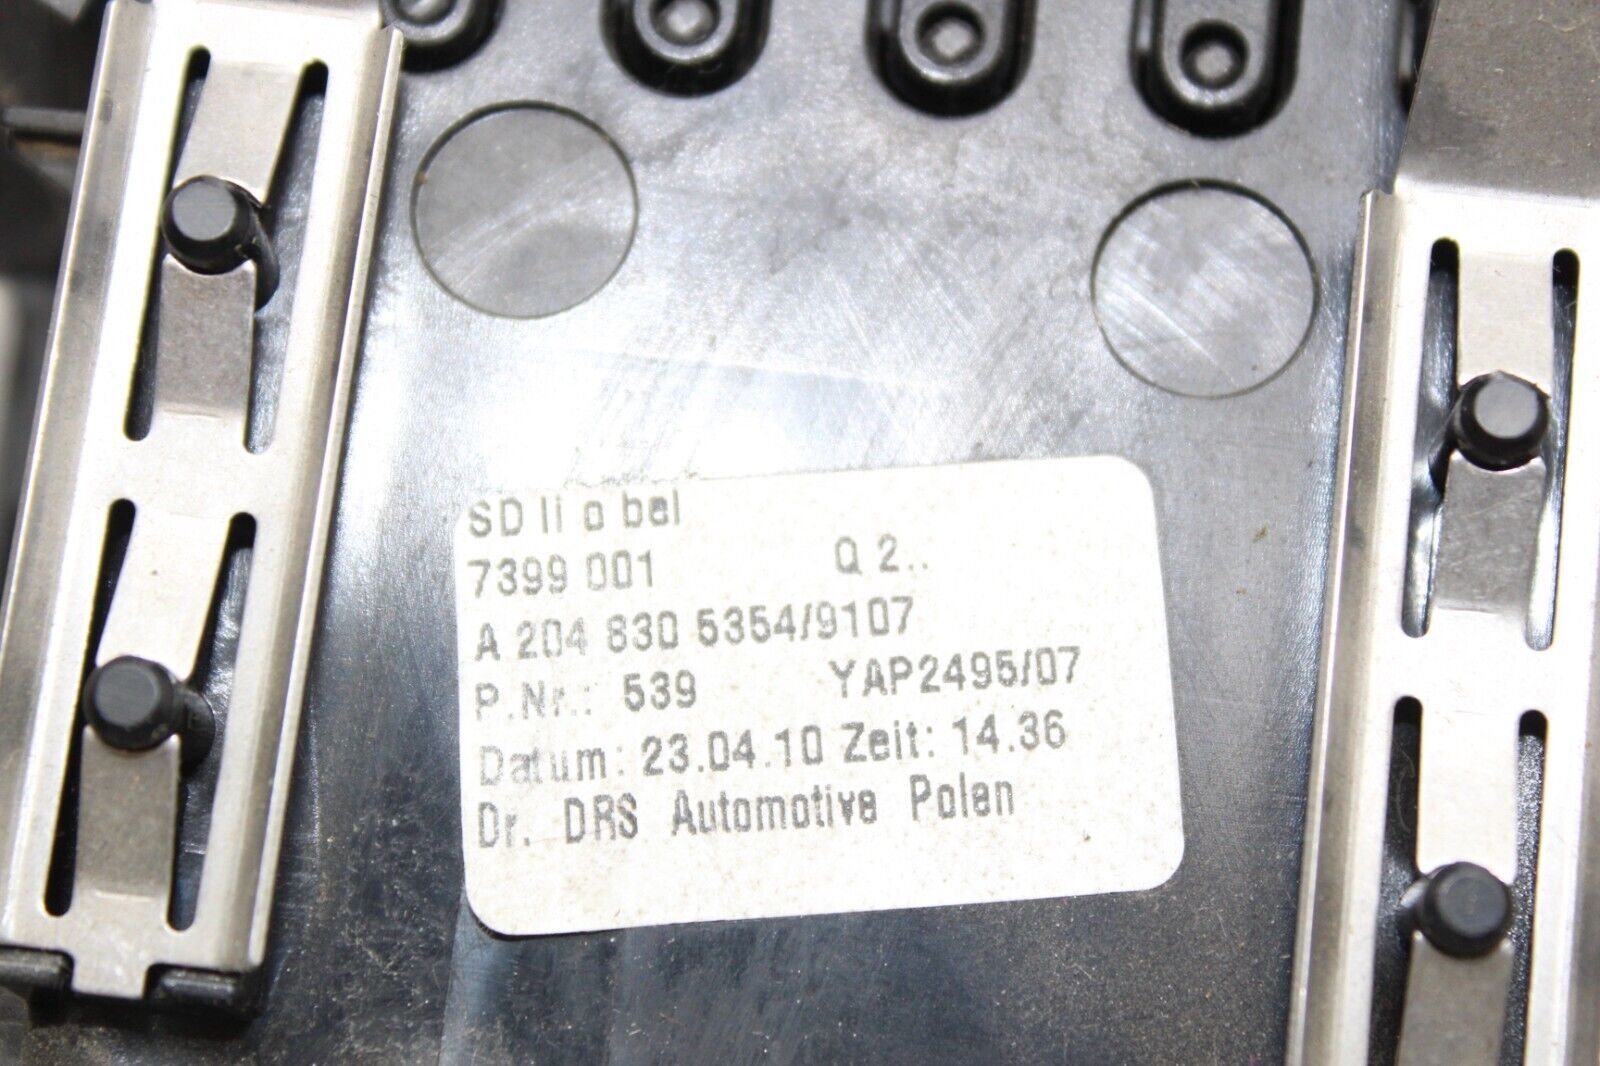 SD li o bel
7399 001 Q 2..
A 204 830 5354/9107
P.Nr.: 539 YAP2495/07
Datum: 23.04.10 Zeit: 14.36
Dr. DRS Automotive Polen